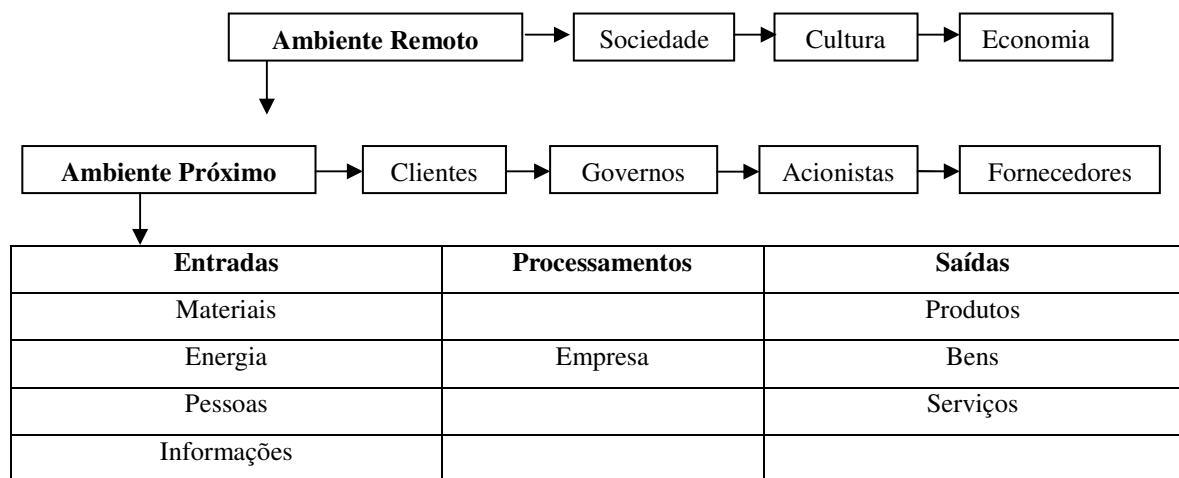 Ambiente Remoto Sociedade Cultura Economia
Ambiente Próximo Clientes Governos Acionistas Fornecedores
Entradas Processamentos Saídas
Materiais Produtos
Energia Empresa Bens
Pessoas Serviços
Informações